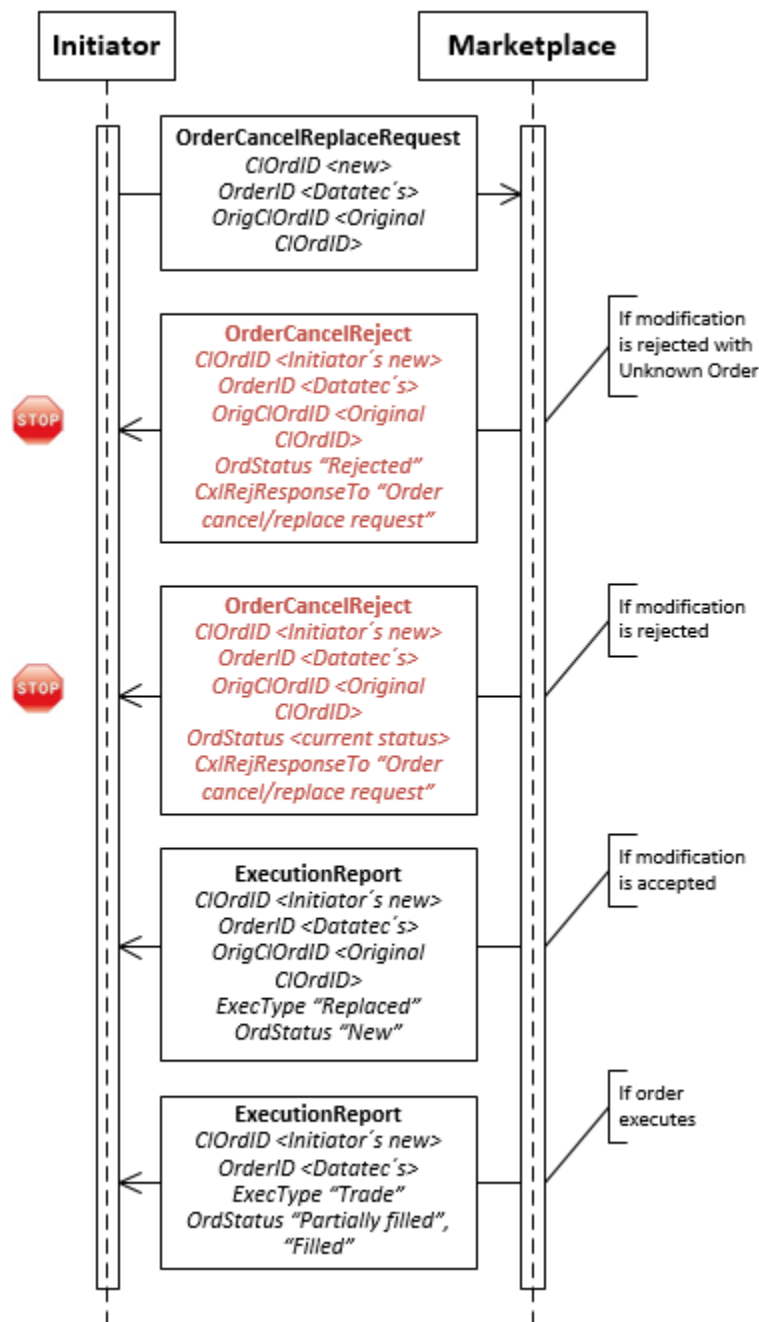 Initiator
Marketplace
OrderCancelReplaceRequest
ClOrdID <new>
OrderID <Datatec´s>
OrigClOrdID <Original
ClOrdID>
If modification
is rejected with
Unknown Order
OrderCancelReject
ClOrdID <Initiator´s new>
OrderID <Datatec´s>
OrigClOrdID <Original
ClOrdID>
OrdStatus “Rejected”
CxlRejResponseTo “Order
cancel/replace request”
STOP
If modification
is rejected
OrderCancelReject
ClOrdID <Initiator´s new>
OrderID <Datatec´s>
OrigClOrdID <Original
ClOrdID>
OrdStatus <current status>
CxlRejResponseTo “Order
cancel/replace request”
STOP
If modification
is accepted
ExecutionReport
ClOrdID <Initiator´s new>
OrderID <Datatec´s>
OrigClOrdID <Original
ClOrdID>
ExecType “Replaced”
OrdStatus “New”
If order
executes
ExecutionReport
ClOrdID <Initiator´s new>
OrderID <Datatec´s>
ExecType “Trade”
OrdStatus “Partially filled”,
“Filled”